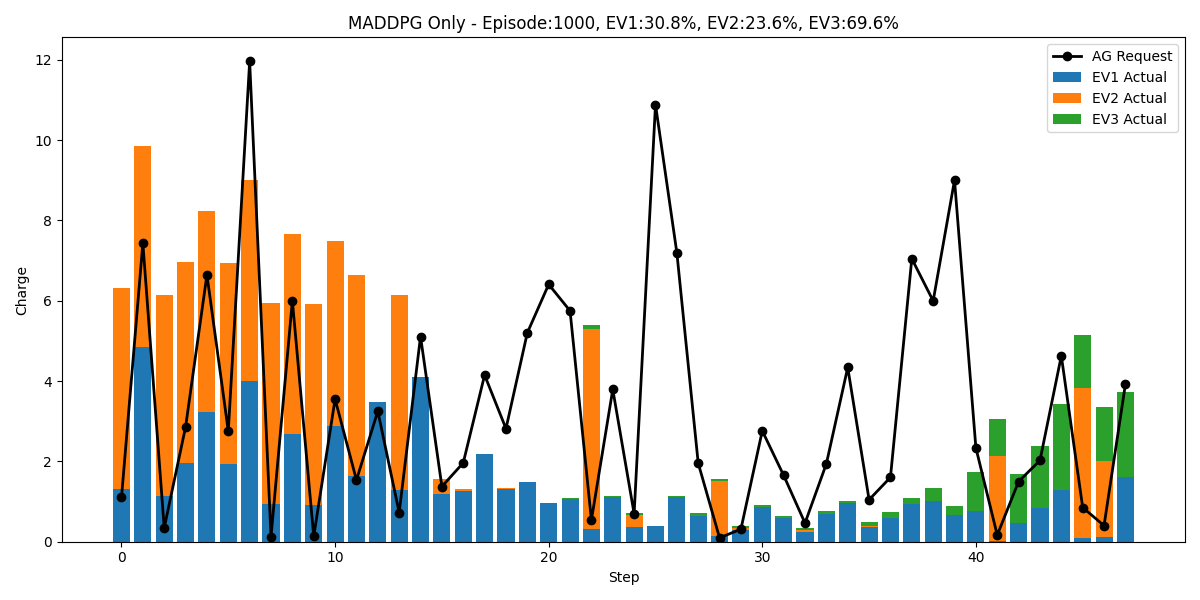 MADDPG Only - Episode:1000, EV1:30.8%, EV2:23.6%, EV3:69.6%
AG Request
EV1 Actual
EV2 Actual
EV3 Actual
Charge
12
10
8
6
4
2
0
0
10
20
30
40
Step